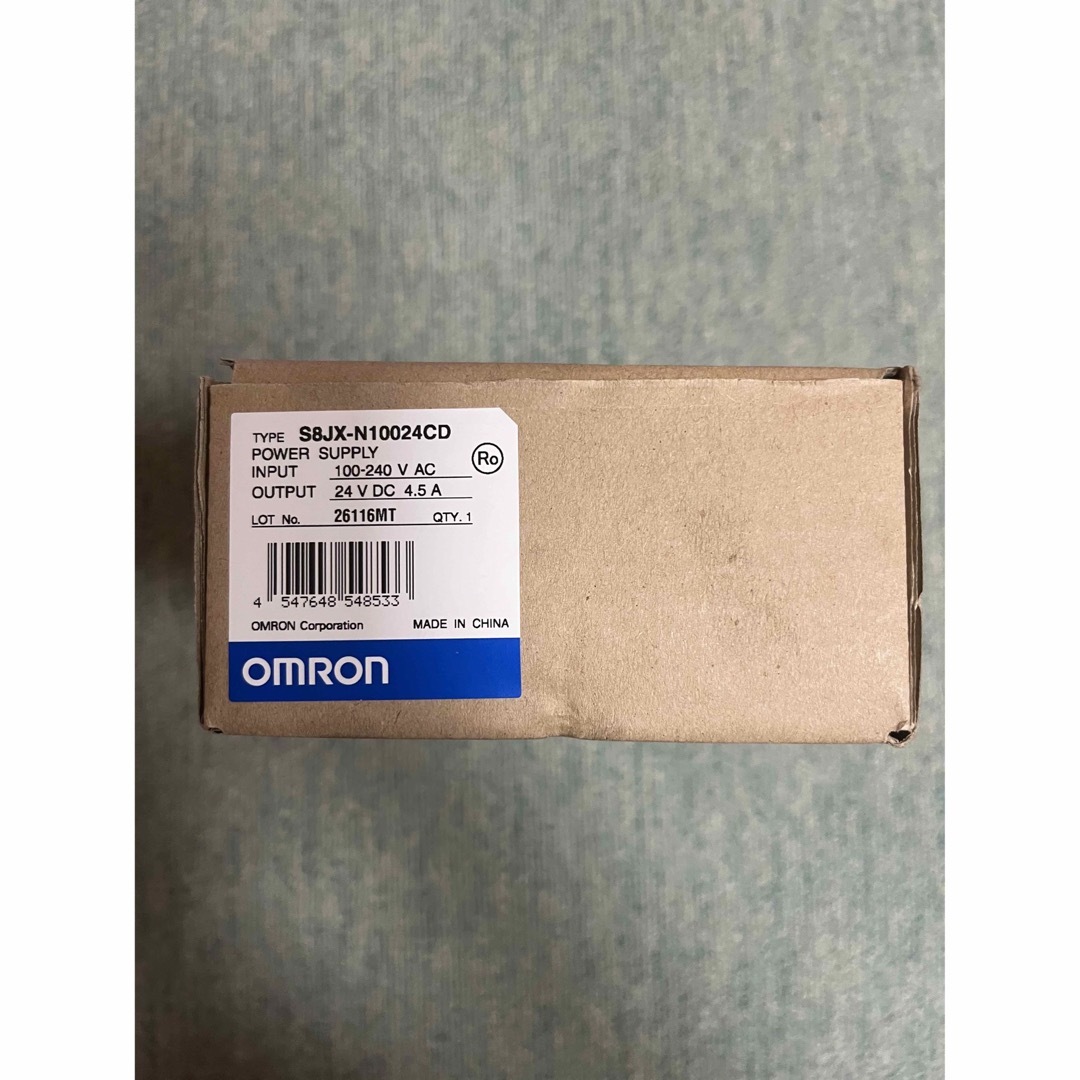 TYPE S8JX-N10024CD
POWER SUPPLY
INPUT 100-240 V AC
OUTPUT 24 V DC 4.5 A
Ro
LOT No. 26116MT QTY. 1
4 547648 548533
OMRON Corporation MADE IN CHINA
OMRON